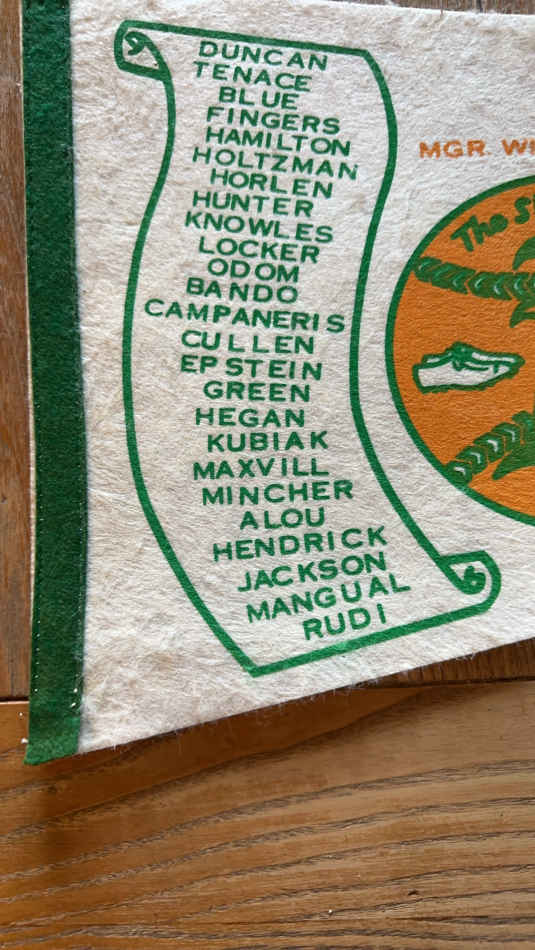 DUNCAN
TENACE
BLUE
FINGERS
HAMILTON
HOLTZMAN
HORLEN
HUNTER
KNOWLES
LOCKER
ODOM
BANDO
CAMPANERIS
CULLEN
EPSTEIN
GREEN
HEGAN
KUBIAK
MAXVILL
MINCHER
ALOU
HENDRICK
JACKSON
MANGUAL
RUDI
MGR.
The